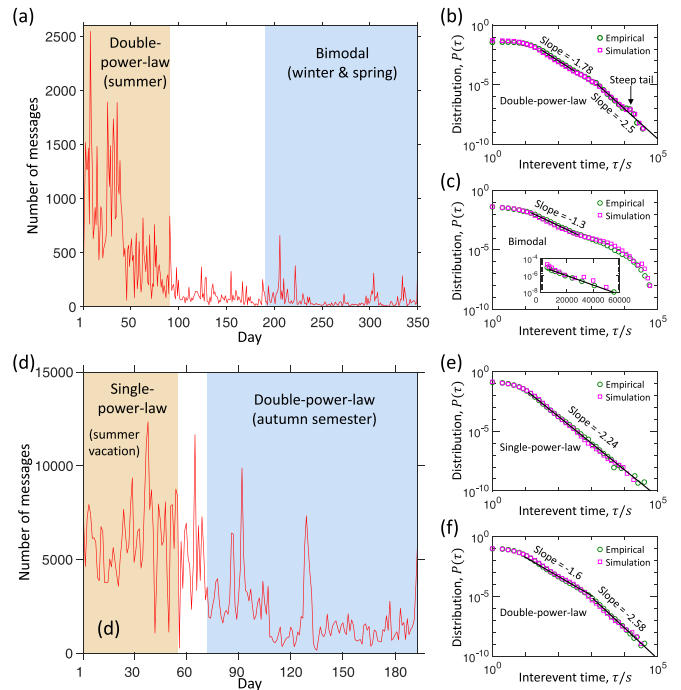 (a)
2500
2000
1500
1000
500
0
Number of messages
Double-
power-law
(summer)
Bimodal
(winter & spring)
1
50
100
150
200
250
300
350
Day
(b)
10^0
10^-5
10^-10
Distribution, P(τ)
Slope = -1.78
Empirical
Simulation
Steep tail
Double-power-law
Slope = -2.5
10^0
10^5
Interevent time, τ/s
(c)
10^0
10^-5
10^-10
Distribution, P(τ)
Slope = -1.3
Empirical
Simulation
Bimodal
10^-4
10^-6
10^-8
0
20000
40000
60000
10^0
10^5
Interevent time, τ/s
(d)
15000
10000
5000
0
Number of messages
Single-
power-law
(summer
vacation)
Double-power-law
(autumn semester)
(d)
1
30
60
90
120
150
180
Day
(e)
10^0
10^-5
10^-10
Distribution, P(τ)
Empirical
Simulation
Slope = -2.24
Single-power-law
10^0
10^5
Interevent time, τ/s
(f)
10^0
10^-5
10^-10
Distribution, P(τ)
Slope = -1.6
Empirical
Simulation
Slope = -2.58
Double-power-law
10^0
10^5
Interevent time, τ/s